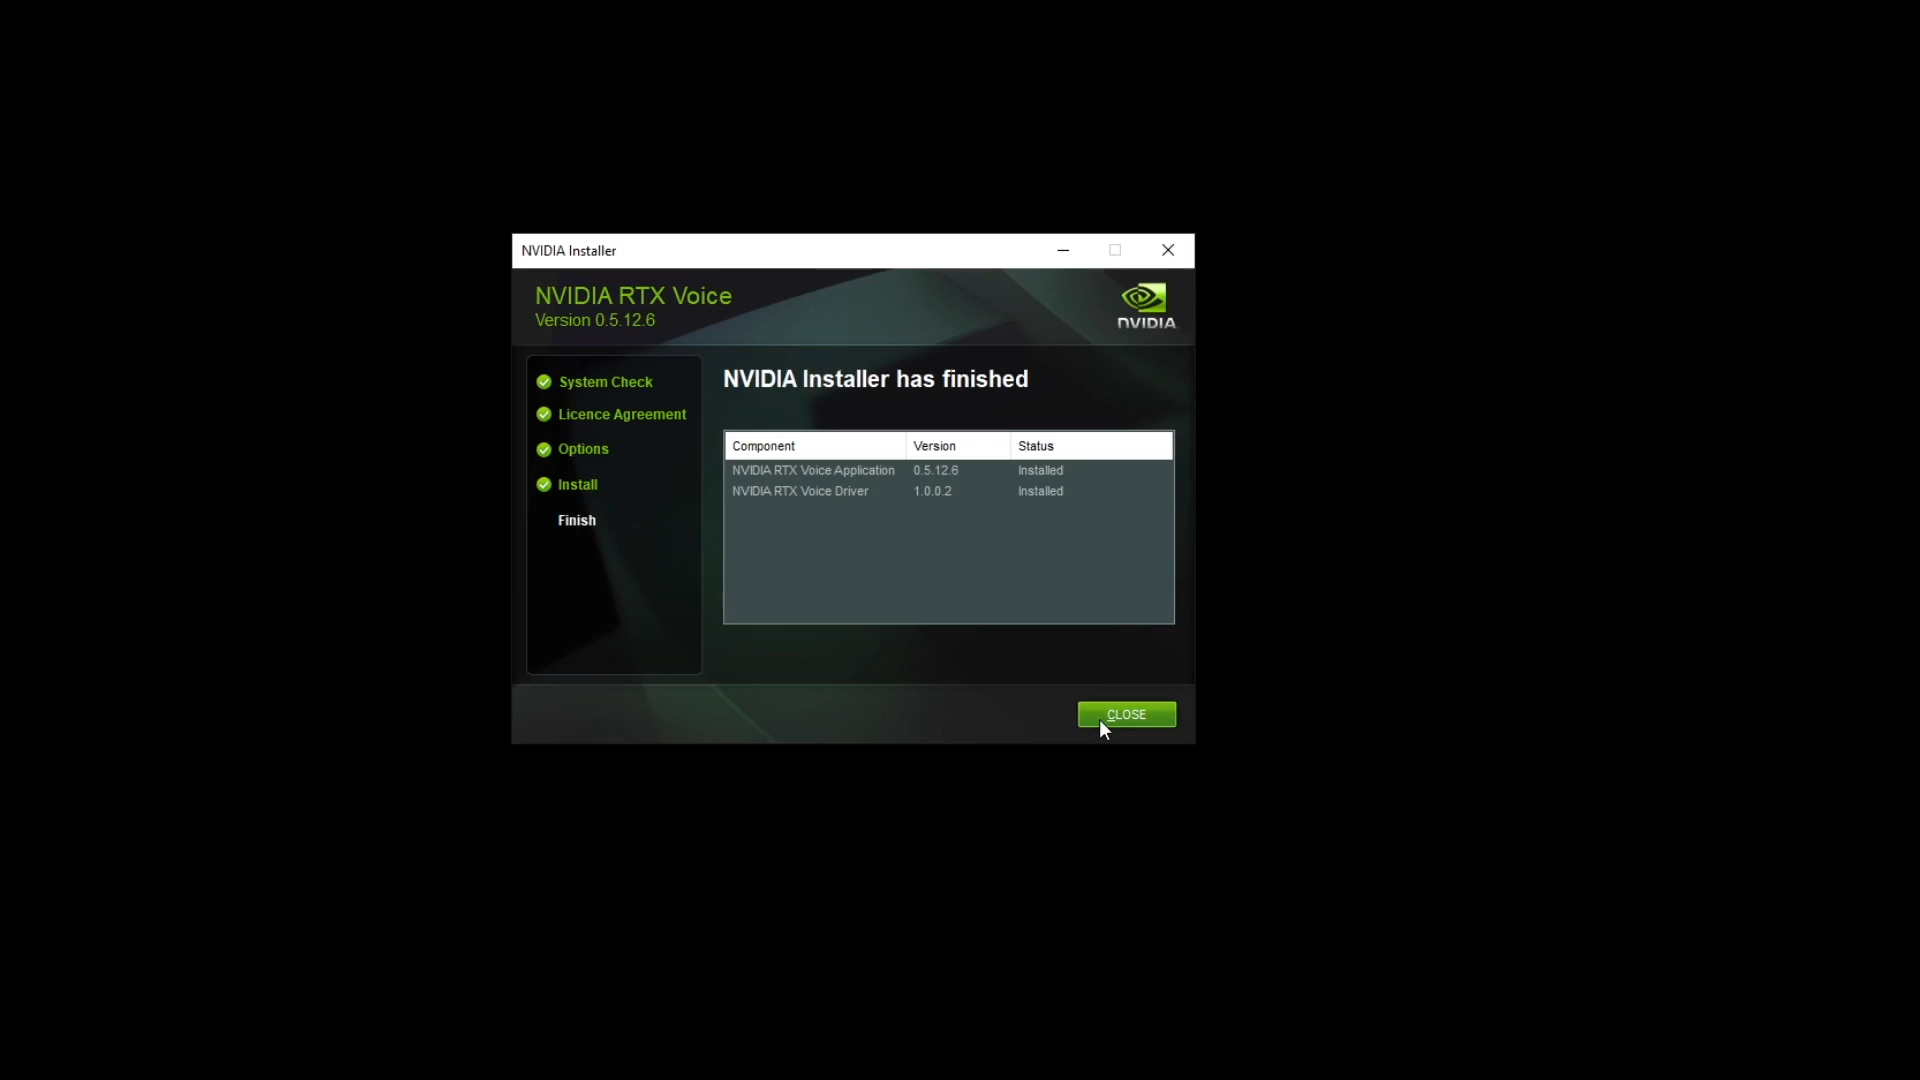 NVIDIA Installer
NVIDIA RTX Voice
Version 0.5.12.6
NVIDIA
System Check
Licence Agreement
Options
Install
Finish
NVIDIA Installer has finished
Component Version Status
NVIDIA RTX Voice Application 0.5.12.6 Installed
NVIDIA RTX Voice Driver 1.0.0.2 Installed
CLOSE